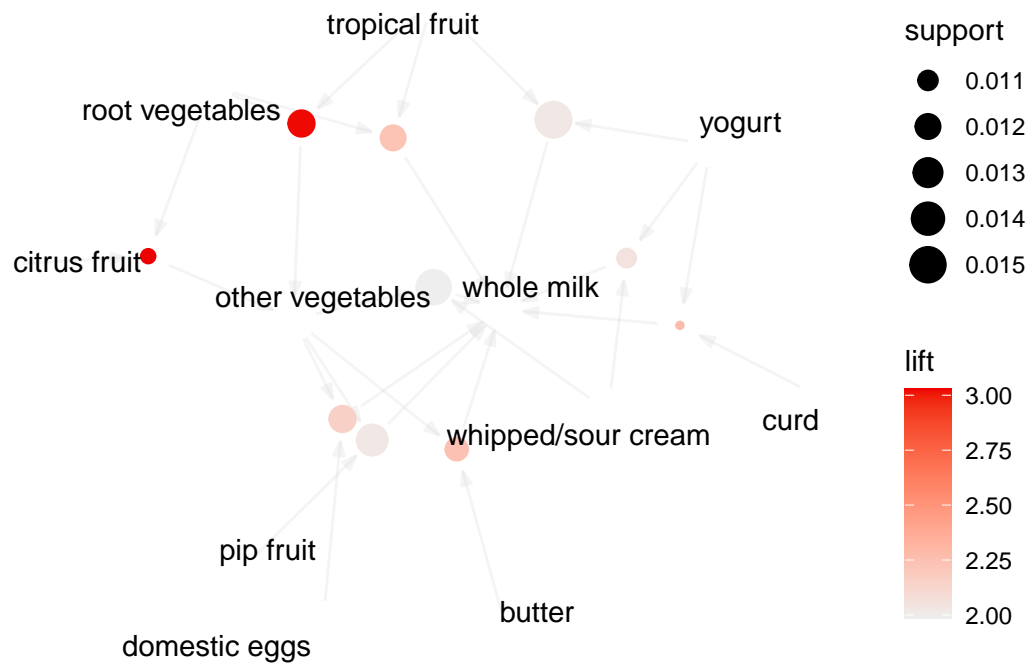 tropical fruit
root vegetables
yogurt
citrus fruit
other vegetables
whole milk
whipped/sour cream
curd
pip fruit
butter
domestic eggs
support
0.011
0.012
0.013
0.014
0.015
lift
3.00
2.75
2.50
2.25
2.00